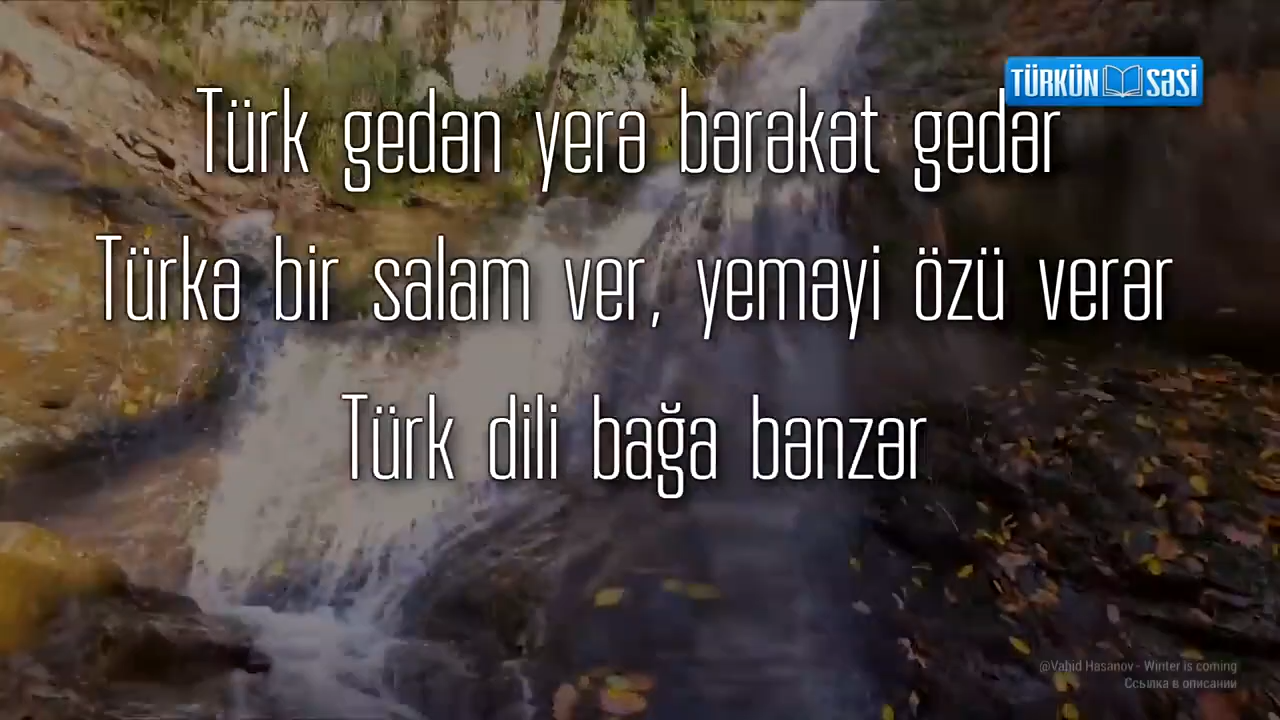 TÜRKÜN SƏSİ
Türk gedən yerə bərəkət gedər
Türkə bir salam ver, yeməyi özü verər
Türk dili bağa bənzər
@Vahid Hasanov - Winter is coming
Ссылка в описании